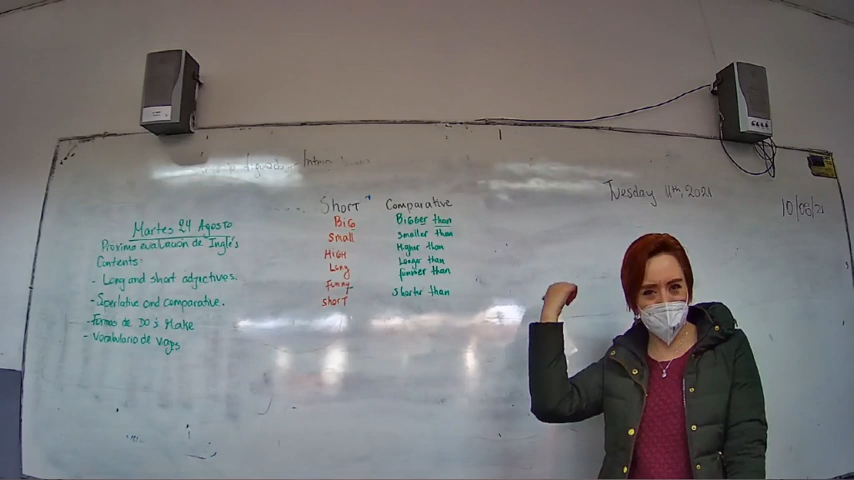 Martes 24 Agosto
Proximo evaluacion de Inglés
Contents:
- Long and short adjectives.
- Superlative and comparative.
- Formas de DO i Make
- Vocabulario de viajes
Short
Comparative
BIG
Bigger than
Small
smaller than
HIGH
Higher than
Long
Longer than
funny
funnier than
short
shorter than
Tuesday 11th, 2021
10/08/21